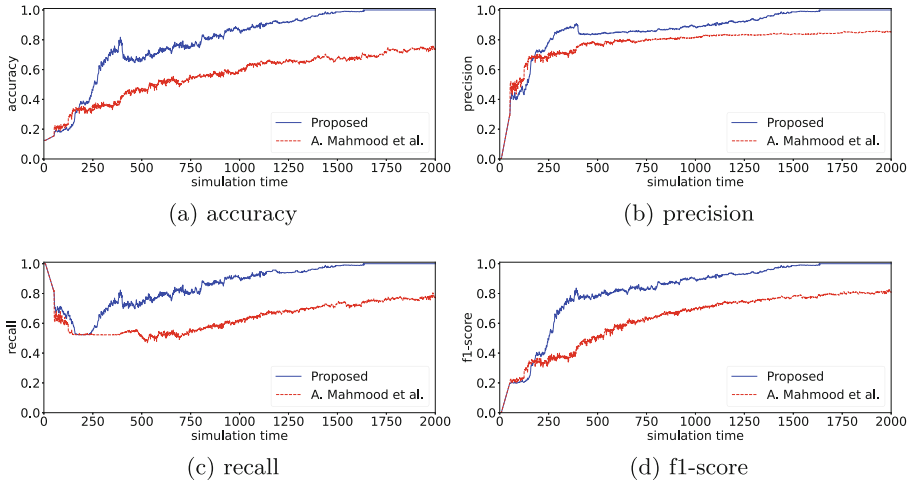 1.0
0.8
0.6
0.4
0.2
0.0
accuracy
Proposed
A. Mahmood et al.
0 250 500 750 1000 1250 1500 1750 2000
simulation time
(a) accuracy
1.0
0.8
0.6
0.4
0.2
0.0
precision
Proposed
A. Mahmood et al.
0 250 500 750 1000 1250 1500 1750 2000
simulation time
(b) precision
1.0
0.8
0.6
0.4
0.2
0.0
recall
Proposed
A. Mahmood et al.
0 250 500 750 1000 1250 1500 1750 2000
simulation time
(c) recall
1.0
0.8
0.6
0.4
0.2
0.0
f1-score
Proposed
A. Mahmood et al.
0 250 500 750 1000 1250 1500 1750 2000
simulation time
(d) f1-score